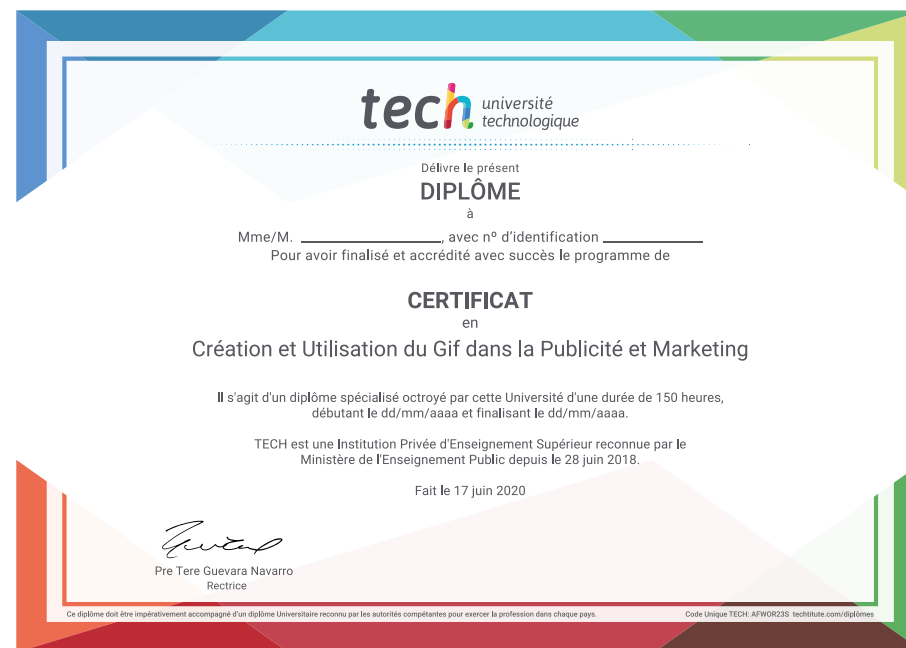 tech université
technologique
Délivre le présent
DIPLÔME
à
Mme/M. ____________________, avec nº d'identification ______________
Pour avoir finalisé et accrédité avec succès le programme de
CERTIFICAT
en
Création et Utilisation du Gif dans la Publicité et Marketing
Il s'agit d'un diplôme spécialisé octroyé par cette Université d'une durée de 150 heures,
débutant le dd/mm/aaaa et finalisant le dd/mm/aaaa.
TECH est une Institution Privée d'Enseignement Supérieur reconnue par le
Ministère de l'Enseignement Public depuis le 28 juin 2018.
Fait le 17 juin 2020
Pre Tere Guevara Navarro
Rectrice
Ce diplôme doit être impérativement accompagné d'un diplôme Universitaire reconnu par les autorités compétantes pour exercer la profession dans chaque pays.
Code Unique TECH: AFWOR23S techtitute.com/diplômes